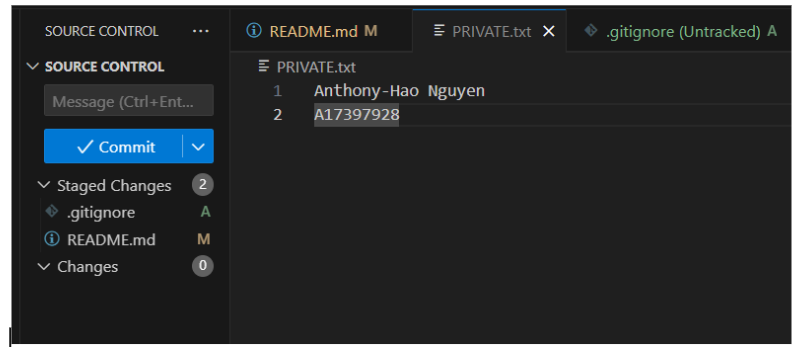 SOURCE CONTROL ...
SOURCE CONTROL
Message (Ctrl+Ent...
Commit
Staged Changes 2
.gitignore A
README.md M
Changes 0
README.md M PRIVATE.txt .gitignore (Untracked) A
PRIVATE.txt
1 Anthony-Hao Nguyen
2 A17397928